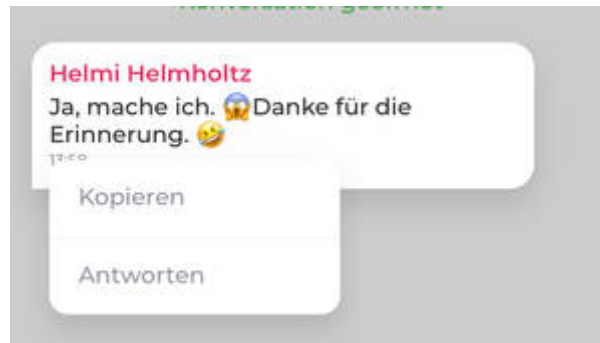 Helmi Helmholtz
Ja, mache ich. 😱Danke für die
Erinnerung. 🤣
Kopieren
Antworten